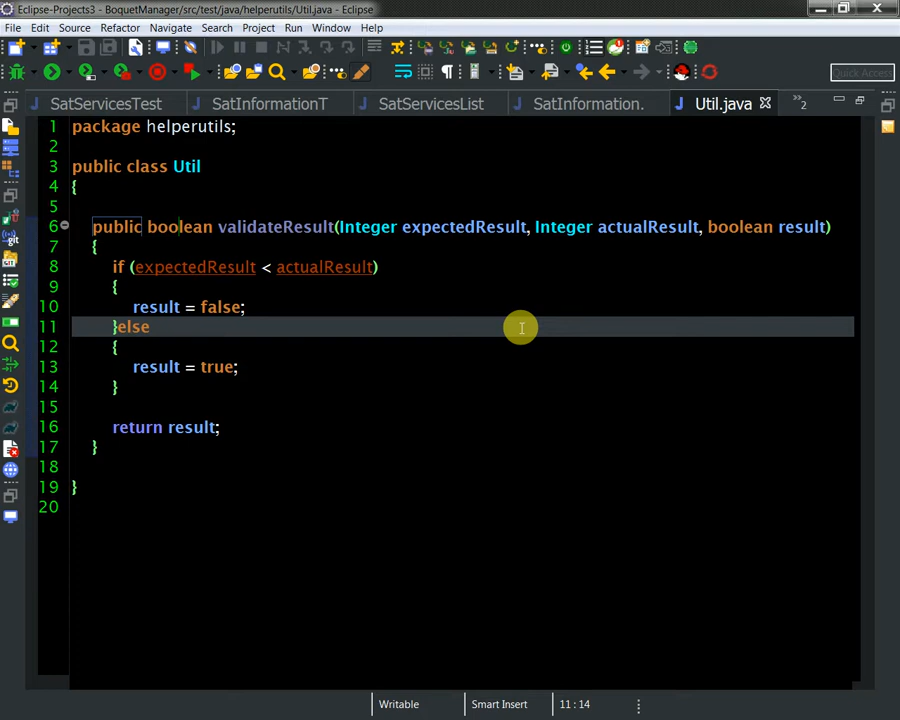 Eclipse-Projects3 - BoquetManager/src/test/java/helperutils/Util.java - Eclipse
File Edit Source Refactor Navigate Search Project Run Window Help
Quick Access
SatServicesTest SatInformationT SatServicesList SatInformation. Util.java »2
1 package helperutils;
2
3 public class Util
4 {
5
6 public boolean validateResult(Integer expectedResult, Integer actualResult, boolean result)
7 {
8 if (expectedResult < actualResult)
9 {
10 result = false;
11 }else
12 {
13 result = true;
14 }
15
16 return result;
17 }
18
19 }
20
Writable Smart Insert 11 : 14